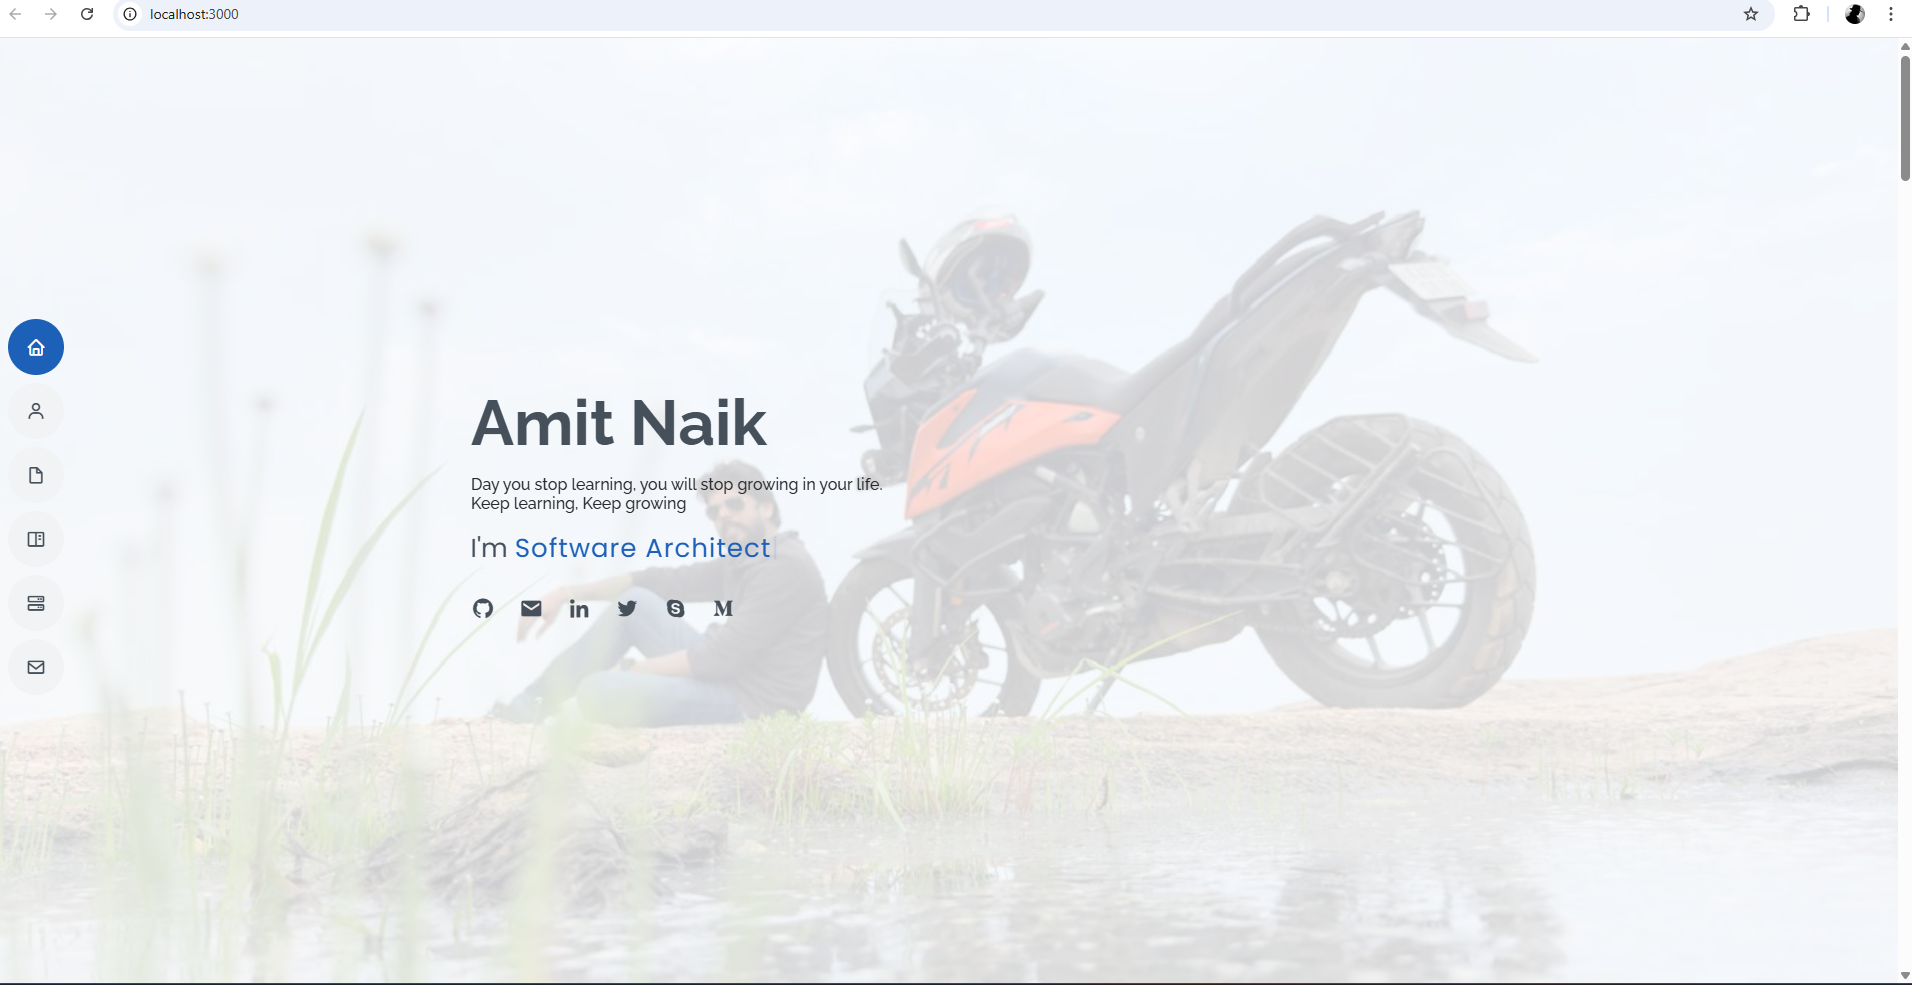 localhost:3000
Amit Naik
Day you stop learning, you will stop growing in your life.
Keep learning, Keep growing
I'm Software Architect